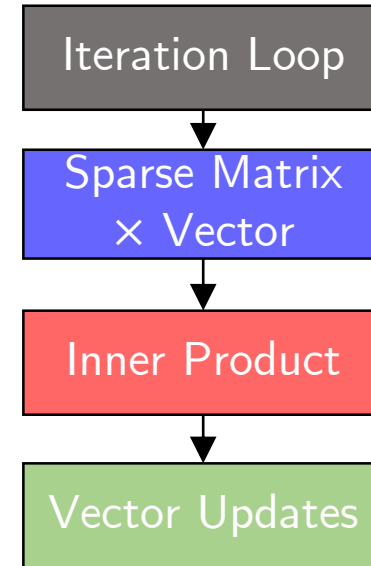 Iteration Loop
Sparse Matrix
× Vector
Inner Product
Vector Updates